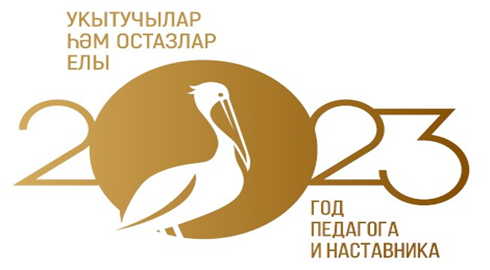 УКЫТУЧЫЛАР
ҺӘМ ОСТАЗЛАР
ЕЛЫ
2023
ГОД
ПЕДАГОГА
И НАСТАВНИКА